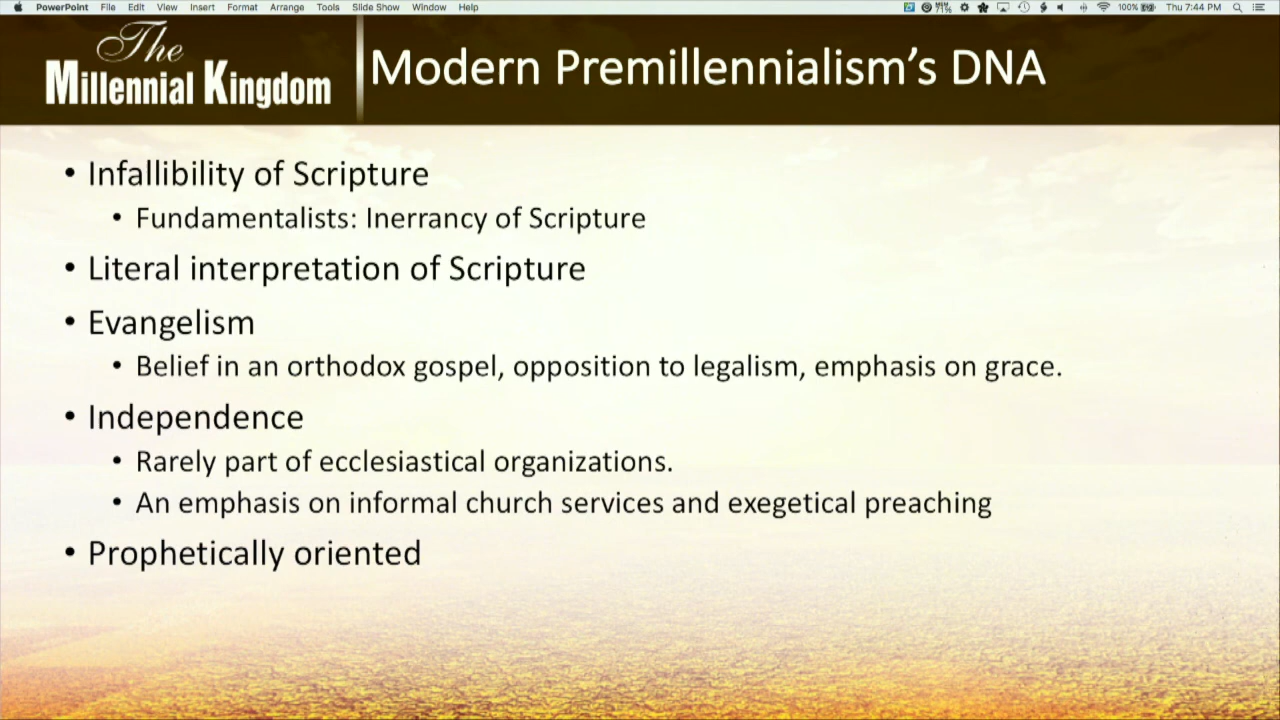 PowerPoint File Edit View Insert Format Arrange Tools Slide Show Window Help 100% Thu 7:44 PM
The
Millennial Kingdom
Modern Premillennialism’s DNA
• Infallibility of Scripture
• Fundamentalists: Inerrancy of Scripture
• Literal interpretation of Scripture
• Evangelism
• Belief in an orthodox gospel, opposition to legalism, emphasis on grace.
• Independence
• Rarely part of ecclesiastical organizations.
• An emphasis on informal church services and exegetical preaching
• Prophetically oriented